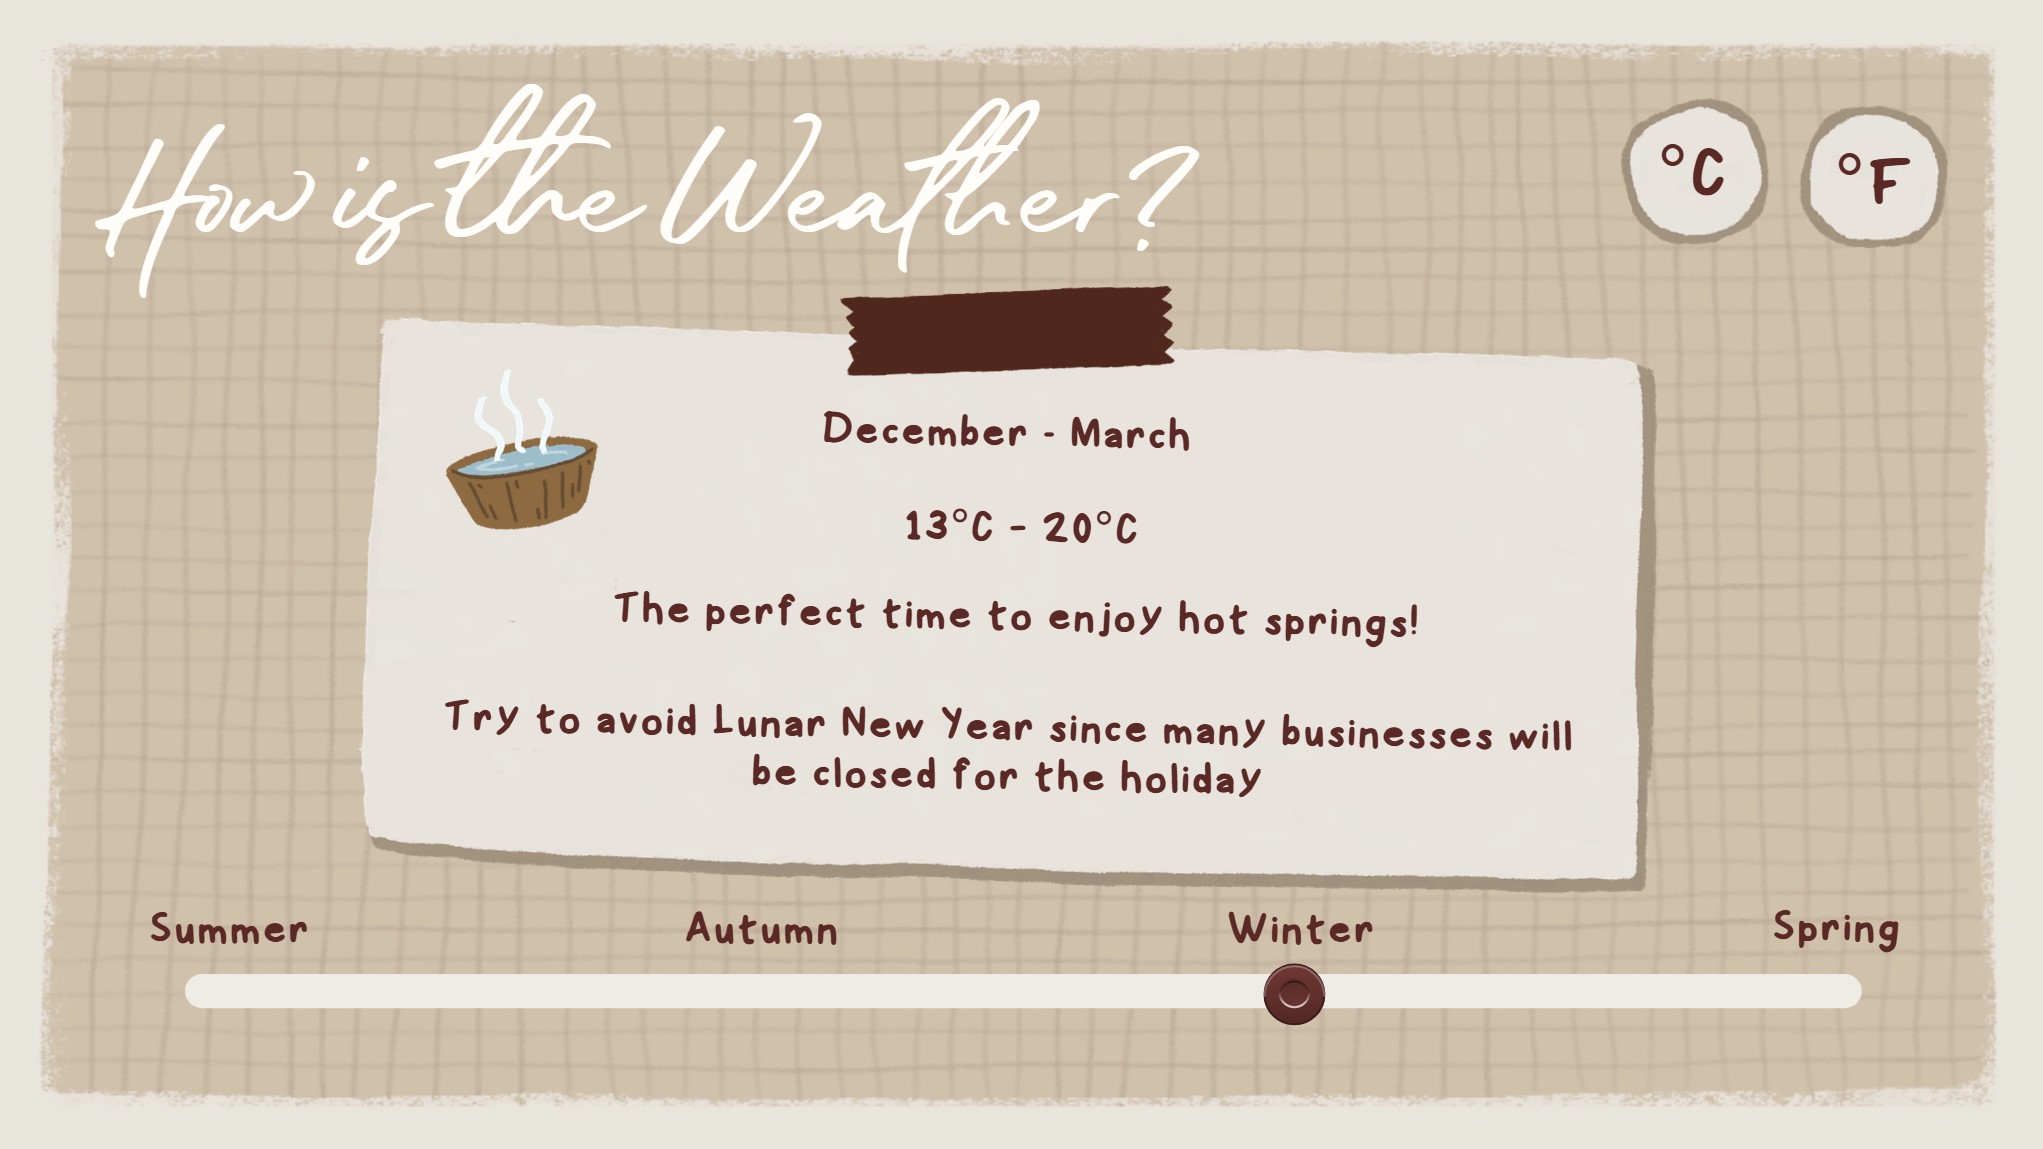 How is the Weather?
°C
°F
December - March
13°C - 20°C
The perfect time to enjoy hot springs!
Try to avoid Lunar New Year since many businesses will
be closed for the holiday
Summer
Autumn
Winter
Spring